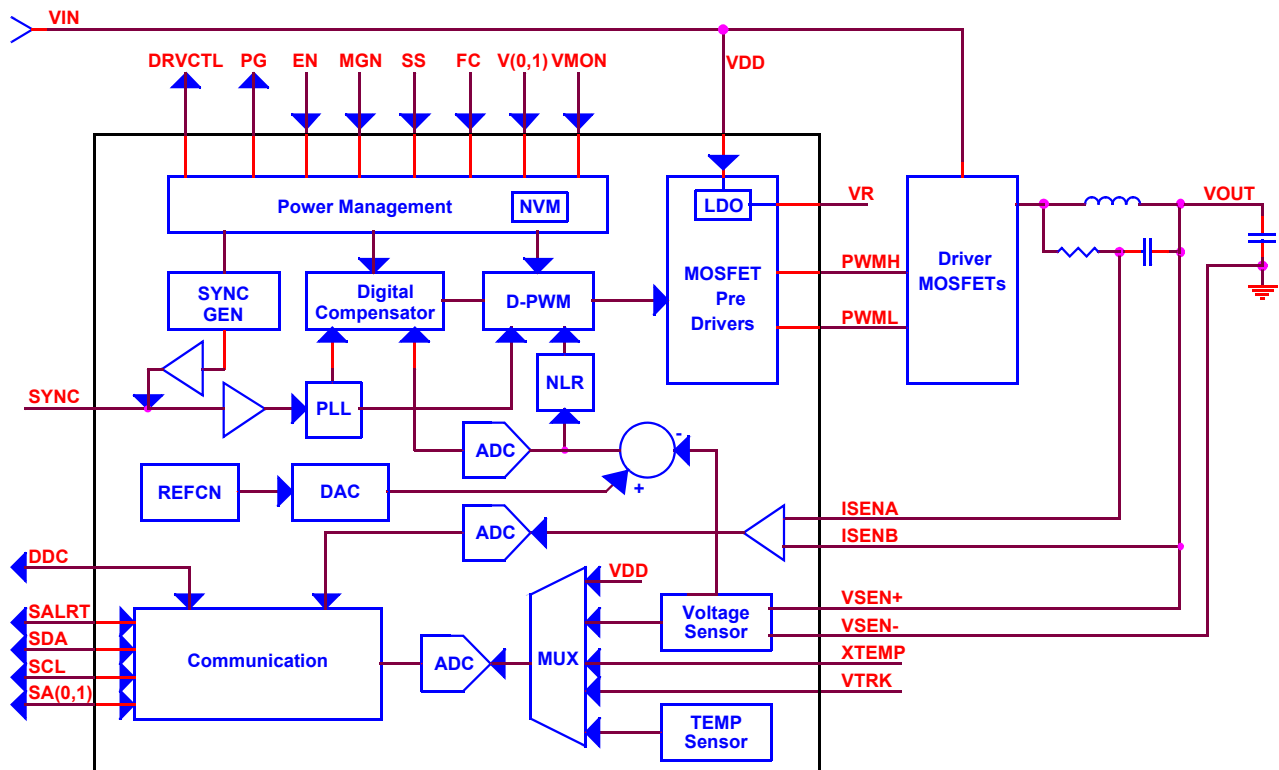 VIN
DRVCTL
PG
EN
MGN
SS
FC
V(0,1)
VMON
VDD
Power Management
NVM
LDO
VR
VOUT
SYNC
GEN
Digital
Compensator
D-PWM
MOSFET
Pre
Drivers
PWMH
PWML
Driver
MOSFETs
SYNC
PLL
NLR
ADC
-
+
REFCN
DAC
ADC
ISENA
ISENB
DDC
VDD
SALRT
SDA
SCL
SA(0,1)
Communication
ADC
MUX
Voltage
Sensor
VSEN+
VSEN-
XTEMP
VTRK
TEMP
Sensor